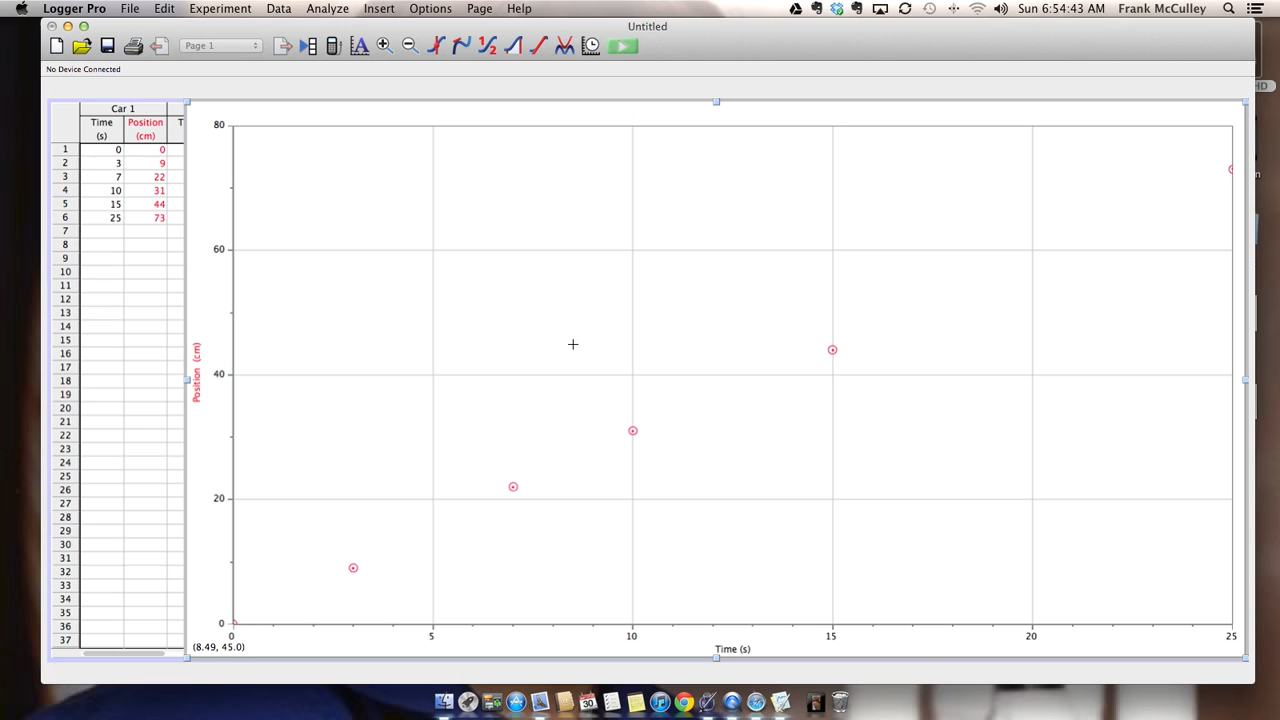 Logger Pro File Edit Experiment Data Analyze Insert Options Page Help Sun 6:54:43 AM Frank McCulley
Untitled
Page 1
No Device Connected
HD
Car 1
Time Position T
(s) (cm)
1 0 0
2 3 9
3 7 22
4 10 31
5 15 44
6 25 73
7
8
9
10
11
12
13
14
15
16
17
18
19
20
21
22
23
24
25
26
27
28
29
30
31
32
33
34
35
36
37
80
60
40
20
0
Position (cm)
0 5 10 15 20 25
(8.49, 45.0)
Time (s)